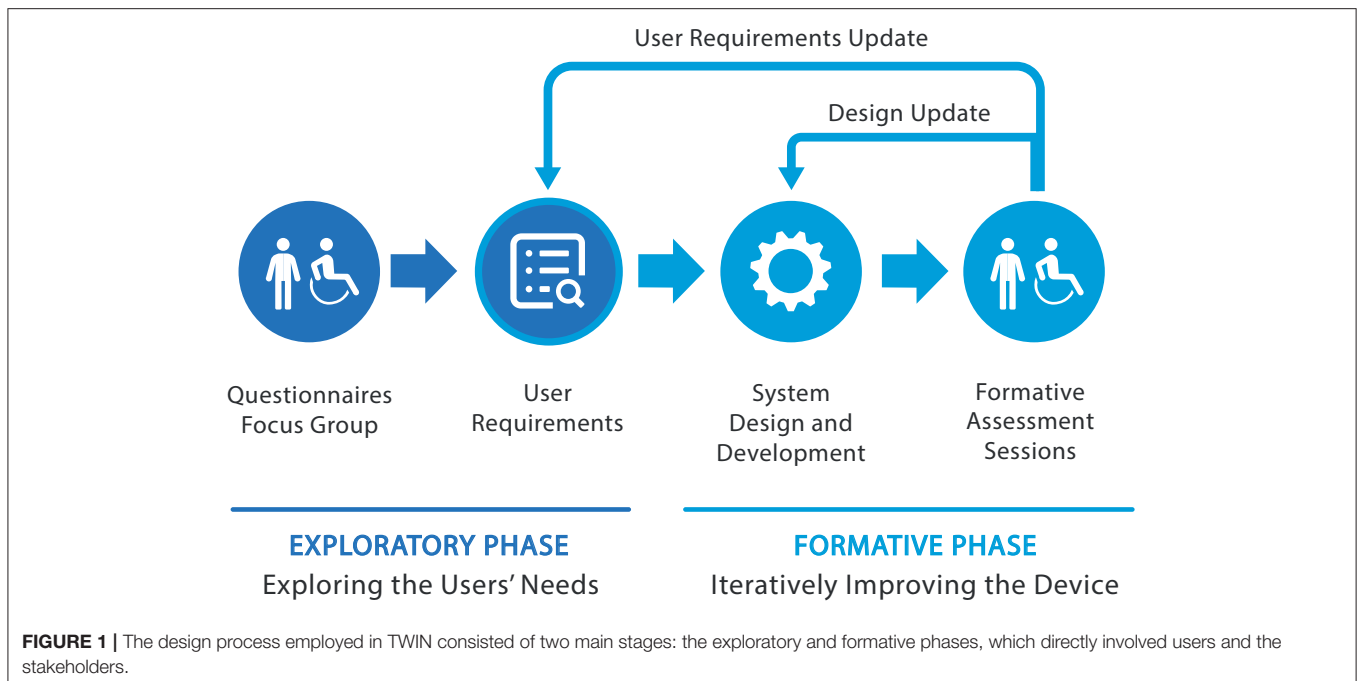 User Requirements Update
Design Update
Questionnaires
Focus Group
User
Requirements
System
Design and
Development
Formative
Assessment
Sessions
EXPLORATORY PHASE
Exploring the Users' Needs
FORMATIVE PHASE
Iteratively Improving the Device
FIGURE 1 | The design process employed in TWIN consisted of two main stages: the exploratory and formative phases, which directly involved users and the
stakeholders.